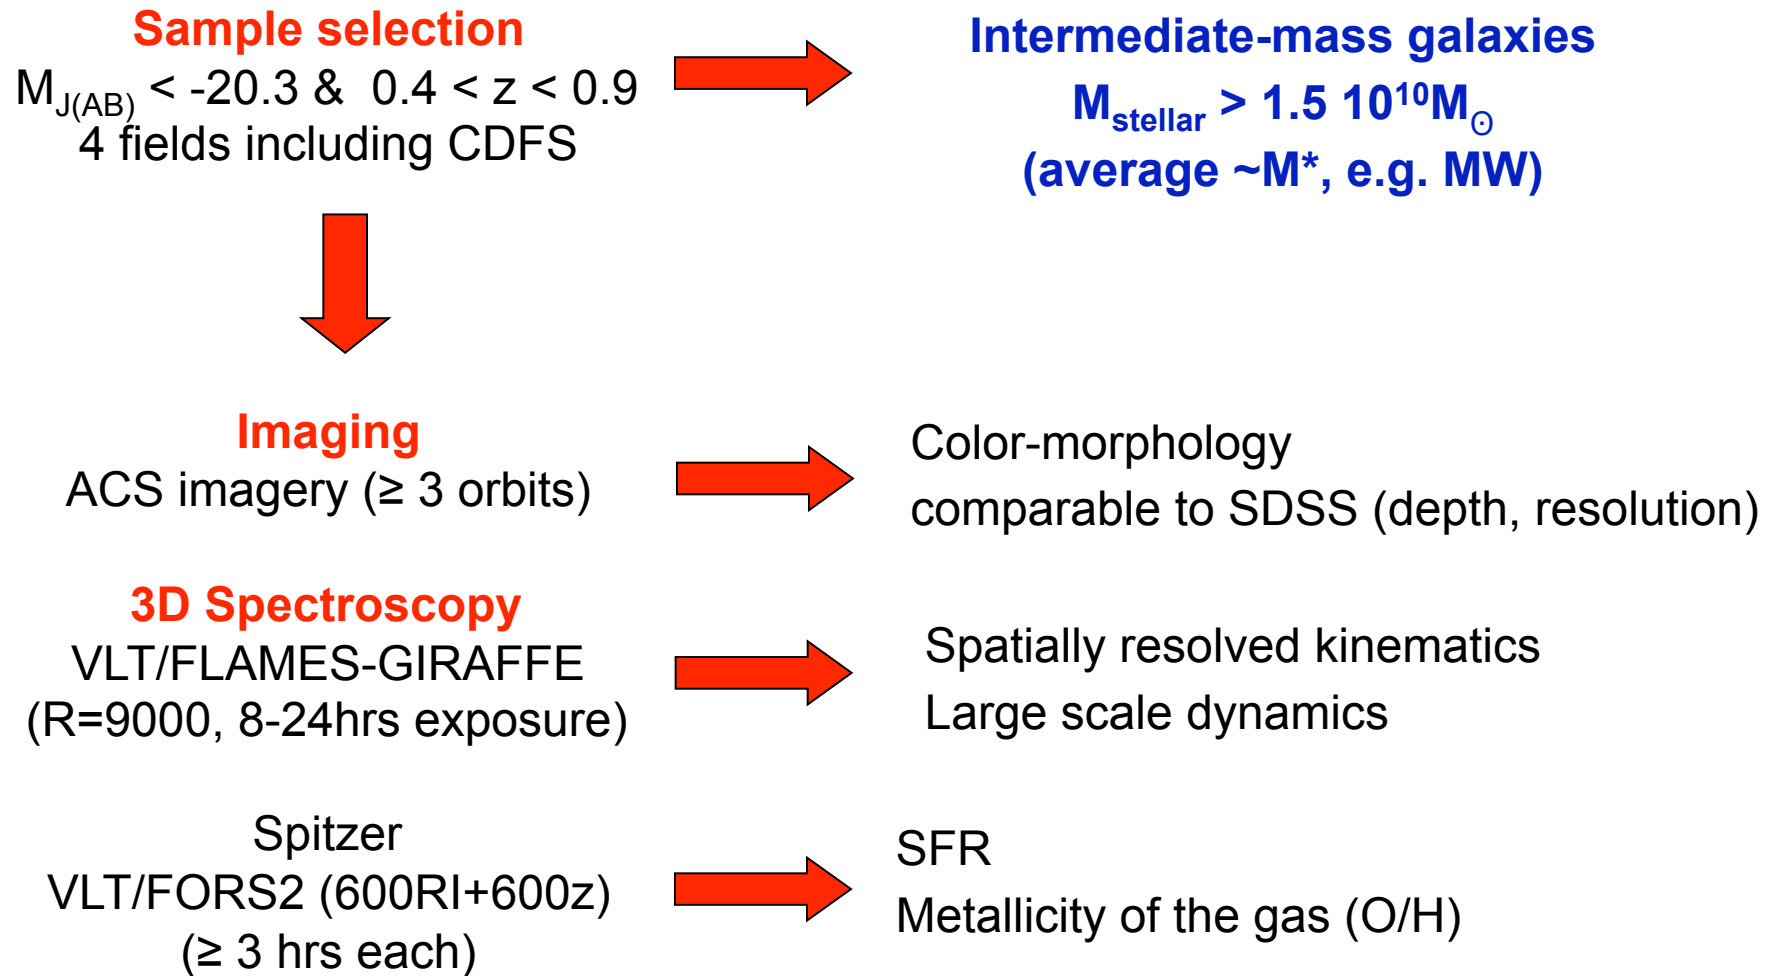 Sample selection
M_J(AB) < -20.3 & 0.4 < z < 0.9
4 fields including CDFS
Intermediate-mass galaxies
M_stellar > 1.5 10¹⁰M_⊙
(average ~M*, e.g. MW)
Imaging
ACS imagery (≥ 3 orbits)
Color-morphology
comparable to SDSS (depth, resolution)
3D Spectroscopy
VLT/FLAMES-GIRAFFE
(R=9000, 8-24hrs exposure)
Spatially resolved kinematics
Large scale dynamics
Spitzer
VLT/FORS2 (600RI+600z)
(≥ 3 hrs each)
SFR
Metallicity of the gas (O/H)